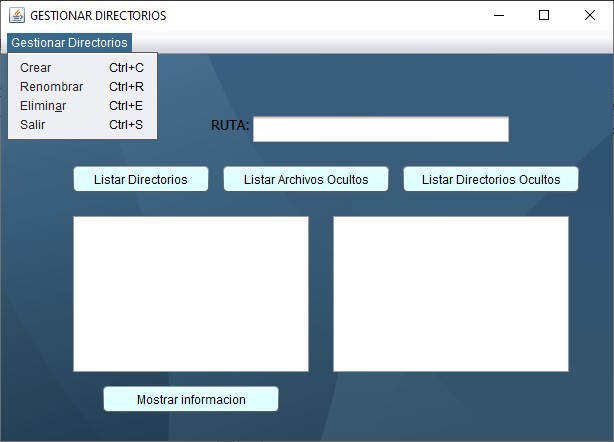 GESTIONAR DIRECTORIOS
Gestionar Directorios
Crear Ctrl+C
Renombrar Ctrl+R
Eliminar Ctrl+E
Salir Ctrl+S
RUTA:
Listar Directorios
Listar Archivos Ocultos
Listar Directorios Ocultos
Mostrar informacion